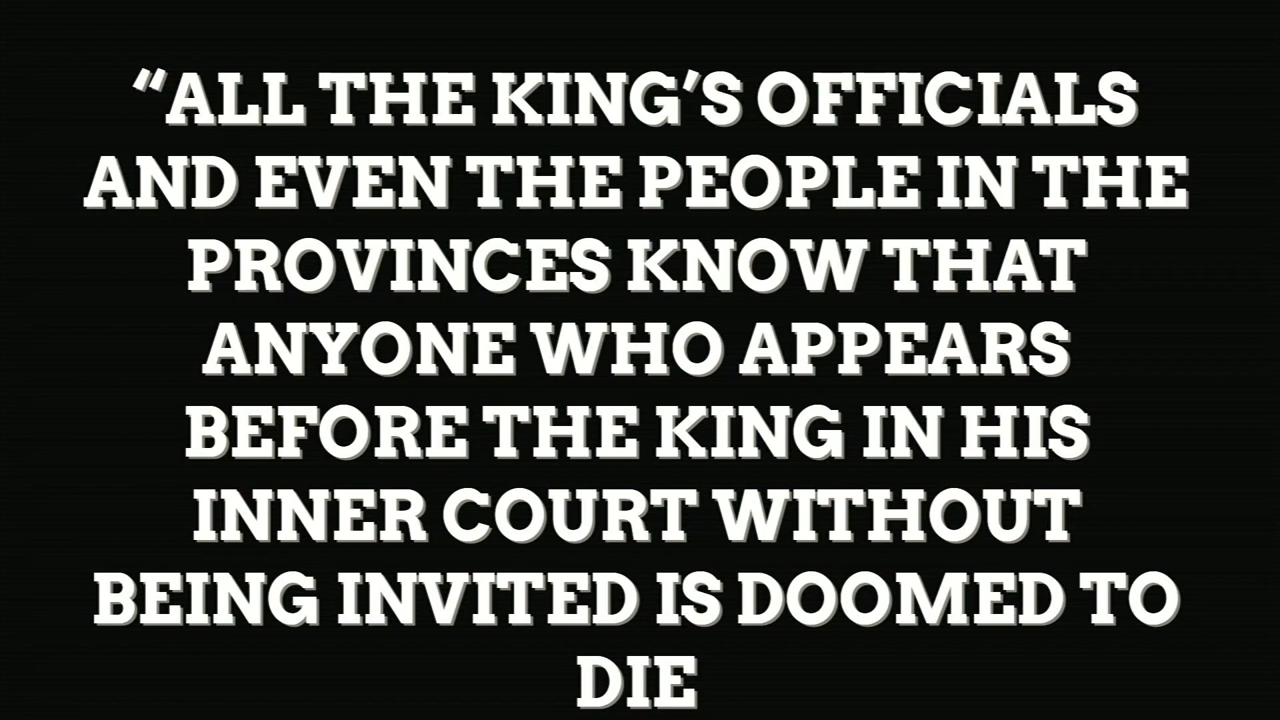 “ALL THE KING’S OFFICIALS
AND EVEN THE PEOPLE IN THE
PROVINCES KNOW THAT
ANYONE WHO APPEARS
BEFORE THE KING IN HIS
INNER COURT WITHOUT
BEING INVITED IS DOOMED TO
DIE